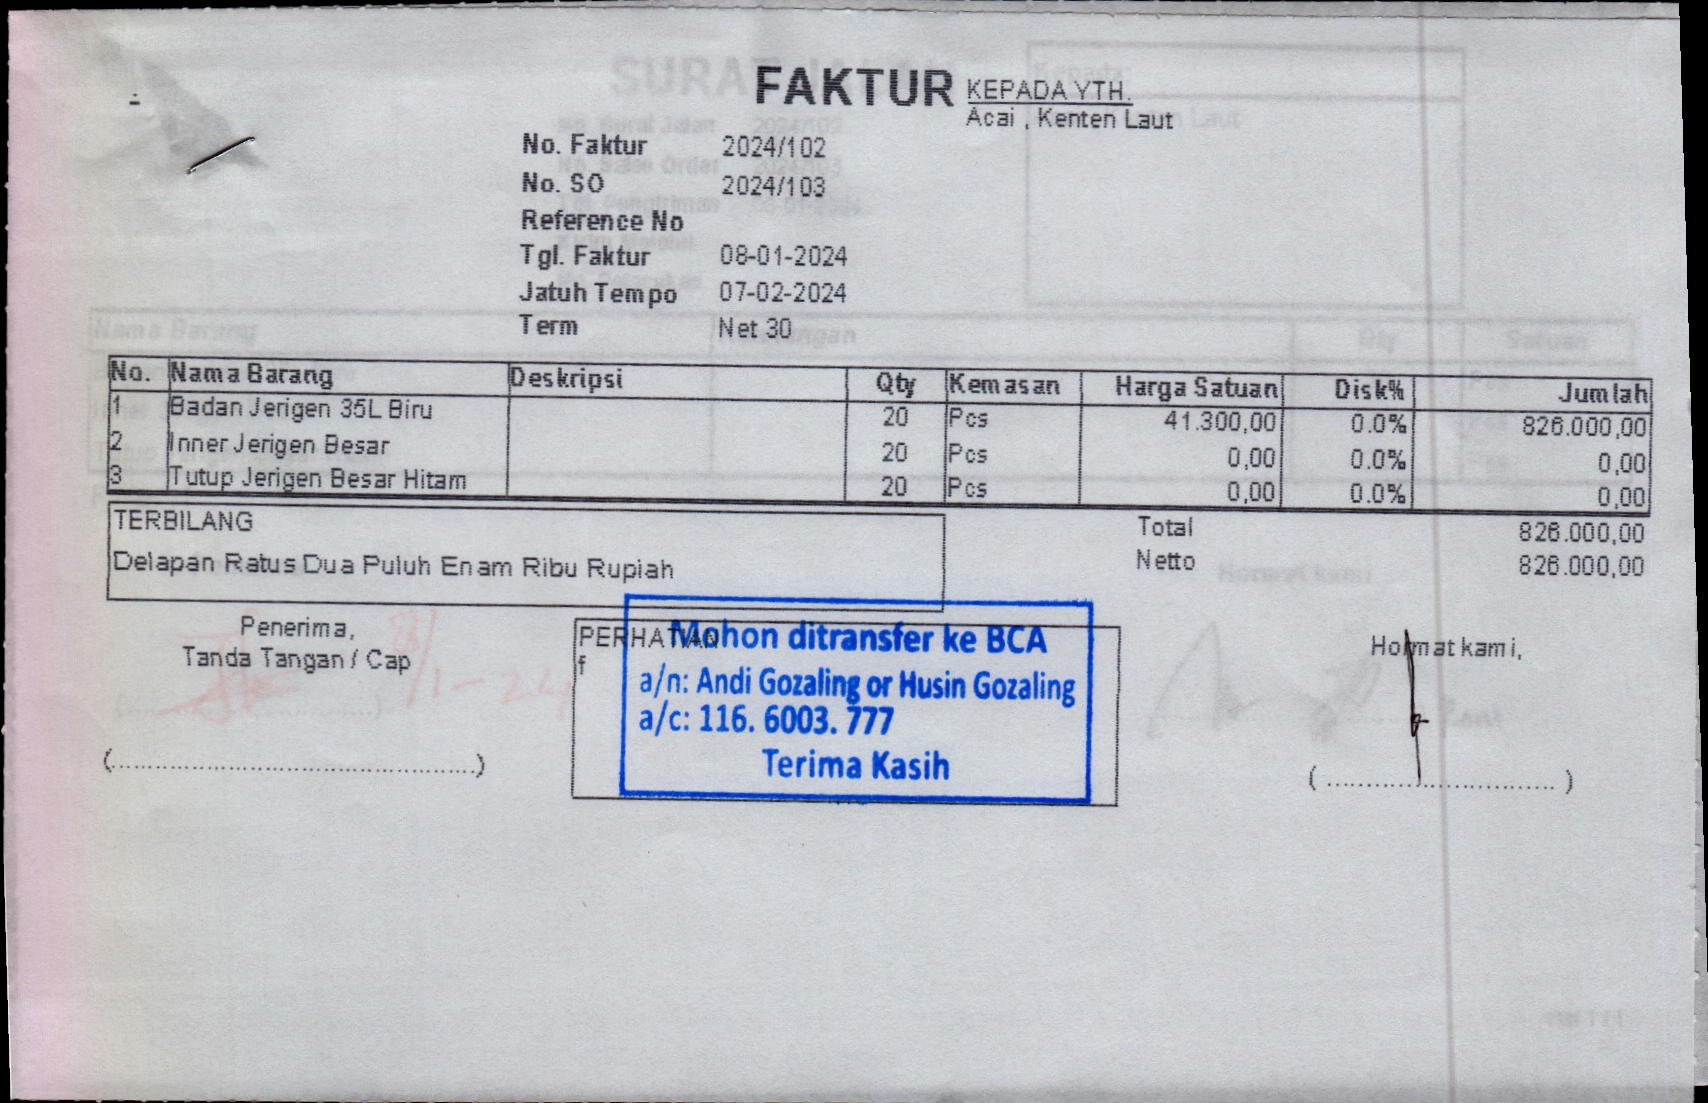 FAKTUR
KEPADA YTH.
Acai , Kenten Laut
No. Faktur 2024/102
No. SO 2024/103
Reference No
Tgl. Faktur 08-01-2024
Jatuh Tempo 07-02-2024
Term Net 30
No. Nama Barang Deskripsi Qty Kemasan Harga Satuan Disk% Jumlah
1 Badan Jerigen 35L Biru 20 Pcs 41.300,00 0.0% 826.000,00
2 Inner Jerigen Besar 20 Pcs 0,00 0.0% 0,00
3 Tutup Jerigen Besar Hitam 20 Pcs 0,00 0.0% 0,00
TERBILANG
Delapan Ratus Dua Puluh Enam Ribu Rupiah
Total 826.000,00
Netto 826.000,00
Penerima,
Tanda Tangan / Cap
(................................................)
PERHATIAN
f
Mohon ditransfer ke BCA
a/n: Andi Gozaling or Husin Gozaling
a/c: 116. 6003. 777
Terima Kasih
Hormat kami,
( .............................. )